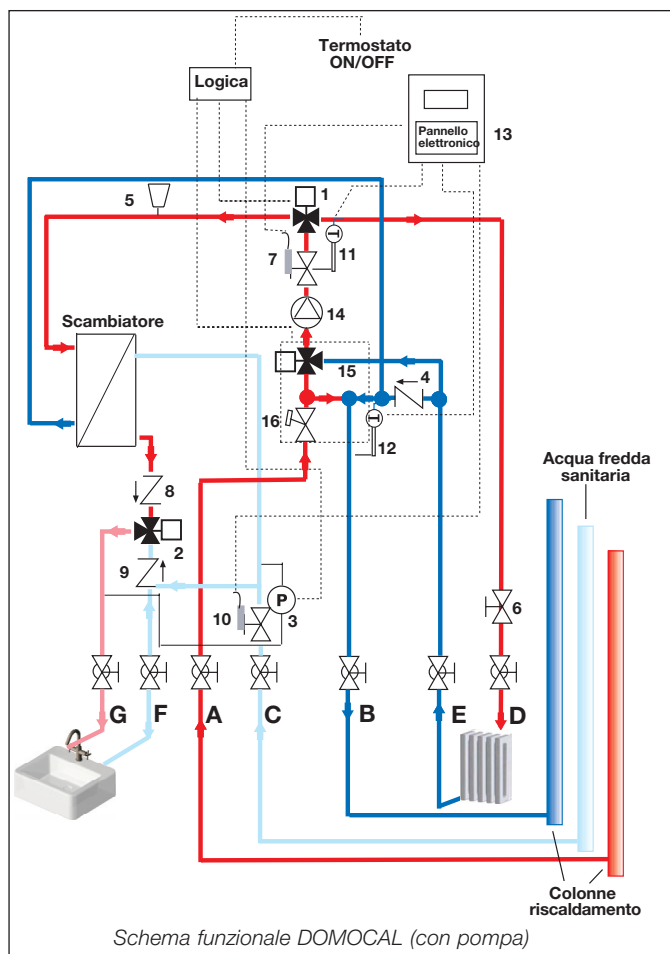 Termostato
ON/OFF
Logica
Pannello
elettronico
13
1
5
T
11
7
14
Scambiatore
15
4
16
T
12
Acqua fredda
sanitaria
8
2
9
6
P
10
3
G
F
A
C
B
E
D
Colonne
riscaldamento
Schema funzionale DOMOCAL (con pompa)